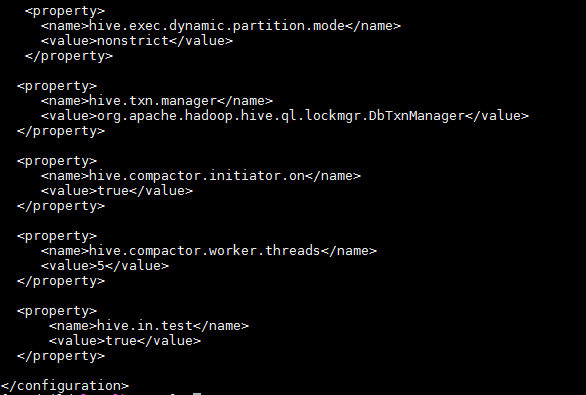 <property>
<name>hive.exec.dynamic.partition.mode</name>
<value>nonstrict</value>
</property>
<property>
<name>hive.txn.manager</name>
<value>org.apache.hadoop.hive.ql.lockmgr.DbTxnManager</value>
</property>
<property>
<name>hive.compactor.initiator.on</name>
<value>true</value>
</property>
<property>
<name>hive.compactor.worker.threads</name>
<value>5</value>
</property>
<property>
<name>hive.in.test</name>
<value>true</value>
</property>
</configuration>